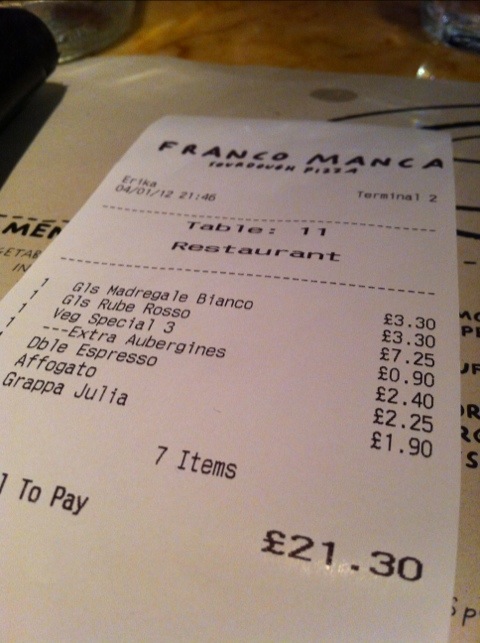 FRANCO MANCA
SOURDOUGH PIZZA
Erika
04/01/12 21:46
Terminal 2
Table: 11
Restaurant
1 Gls Madregale Bianco £3.30
1 Gls Rube Rosso £3.30
1 Veg Special 3 £7.25
---Extra Aubergines £0.90
1 Dble Espresso £2.40
Affogato £2.25
Grappa Julia £1.90
7 Items
l To Pay
£21.30
MEN